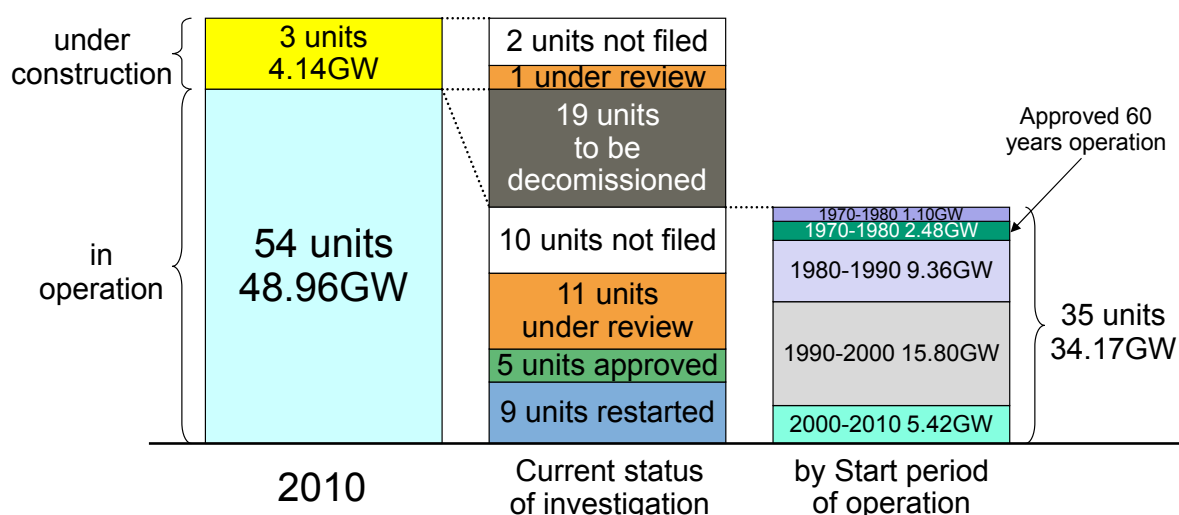 under
construction
3 units
4.14GW
2 units not filed
1 under review
in
operation
54 units
48.96GW
19 units
to be
decomissioned
10 units not filed
11 units
under review
5 units approved
9 units restarted
Approved 60
years operation
1970-1980 1.10GW
1970-1980 2.48GW
1980-1990 9.36GW
1990-2000 15.80GW
2000-2010 5.42GW
35 units
34.17GW
2010
Current status
of investigation
by Start period
of operation